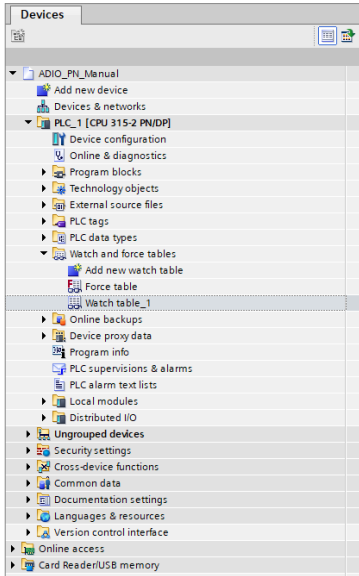 Devices
ADIO_PN_Manual
Add new device
Devices & networks
PLC_1 [CPU 315-2 PN/DP]
Device configuration
Online & diagnostics
Program blocks
Technology objects
External source files
PLC tags
PLC data types
Watch and force tables
Add new watch table
Force table
Watch table_1
Online backups
Device proxy data
Program info
PLC supervisions & alarms
PLC alarm text lists
Local modules
Distributed I/O
Ungrouped devices
Security settings
Cross-device functions
Common data
Documentation settings
Languages & resources
Version control interface
Online access
Card Reader/USB memory